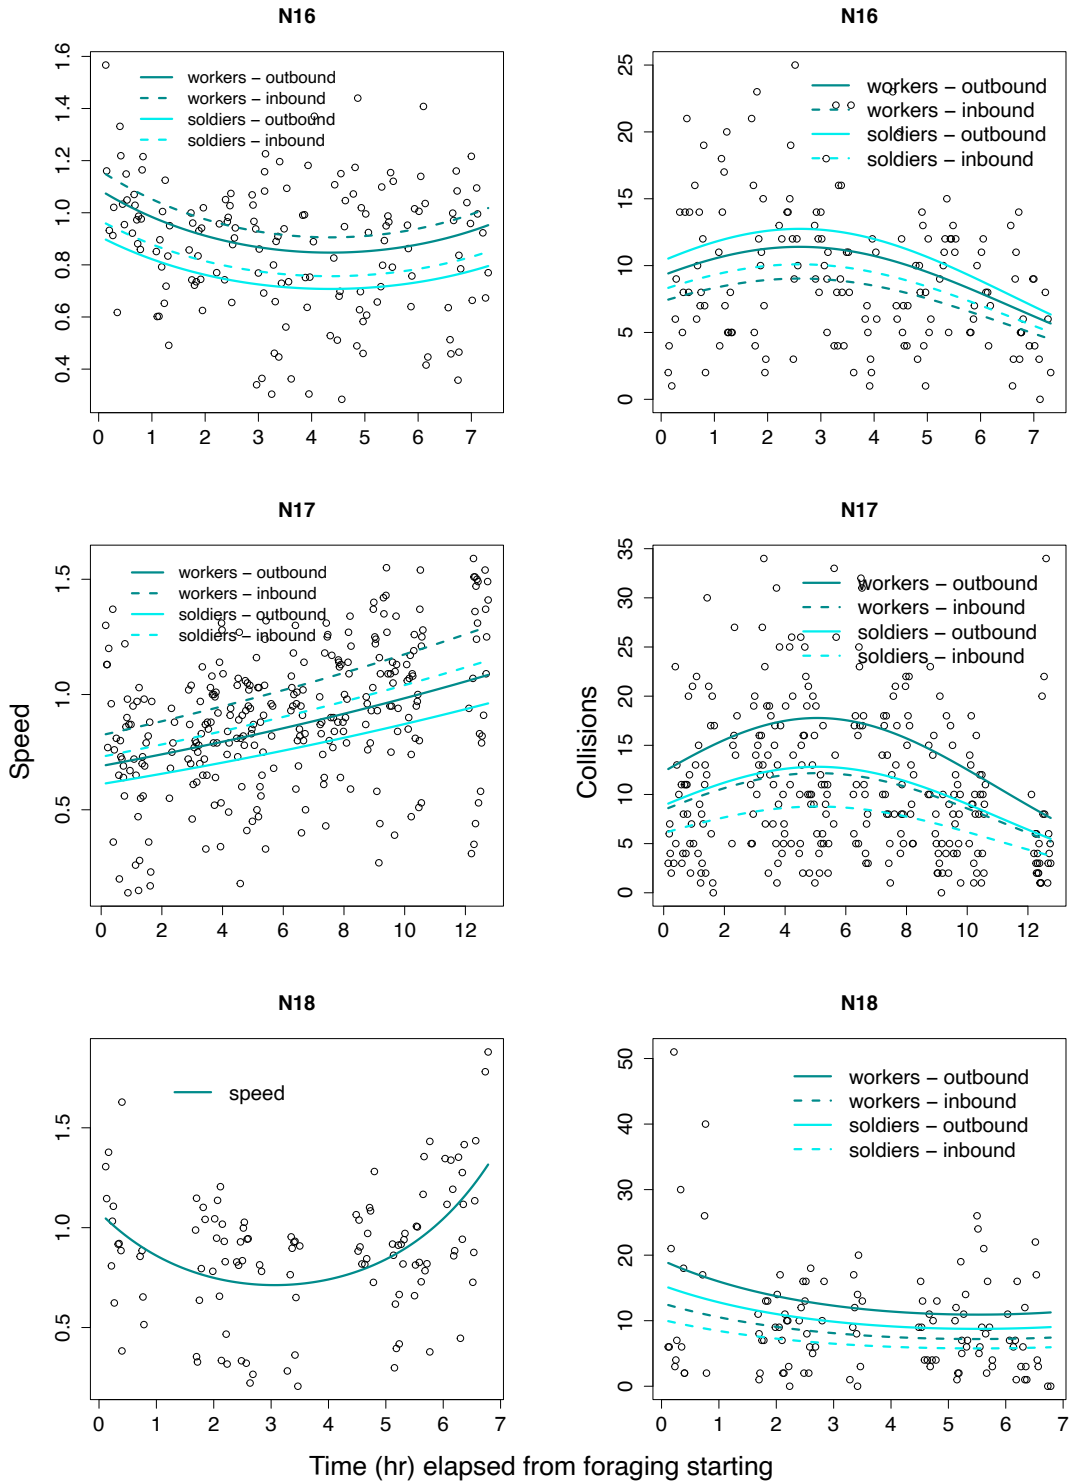 N16
1.6
1.4
1.2
1.0
0.8
0.6
0.4
workers – outbound
workers – inbound
soldiers – outbound
soldiers – inbound
0 1 2 3 4 5 6 7
N16
25
20
15
10
5
0
workers – outbound
workers – inbound
soldiers – outbound
soldiers – inbound
0 1 2 3 4 5 6 7
N17
1.5
1.0
0.5
workers – outbound
workers – inbound
soldiers – outbound
soldiers – inbound
0 2 4 6 8 10 12
Speed
N17
35
30
25
20
15
10
5
0
workers – outbound
workers – inbound
soldiers – outbound
soldiers – inbound
0 2 4 6 8 10 12
Collisions
N18
1.5
1.0
0.5
speed
0 1 2 3 4 5 6 7
N18
50
40
30
20
10
0
workers – outbound
workers – inbound
soldiers – outbound
soldiers – inbound
0 1 2 3 4 5 6 7
Time (hr) elapsed from foraging starting